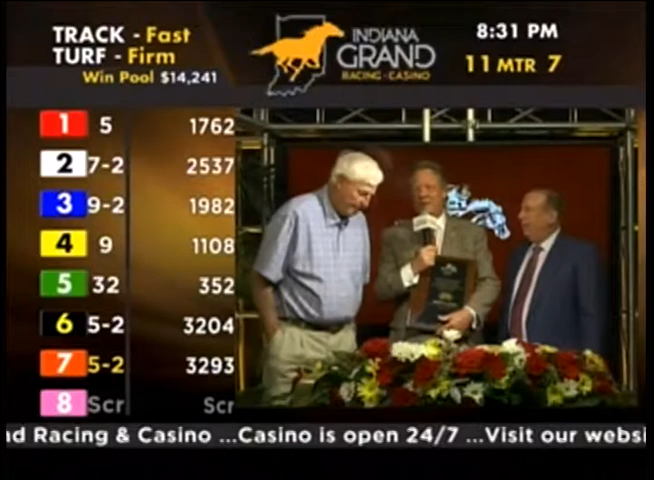 TRACK - Fast
TURF - Firm
Win Pool $14,241
INDIANA
GRAND
RACING · CASINO
8:31 PM
11 MTR 7
1 5 1762
2 7-2 2537
3 9-2 1982
4 9 1108
5 32 352
6 5-2 3204
7 5-2 3293
8 Scr Scr
nd Racing & Casino ...Casino is open 24/7 ...Visit our websi